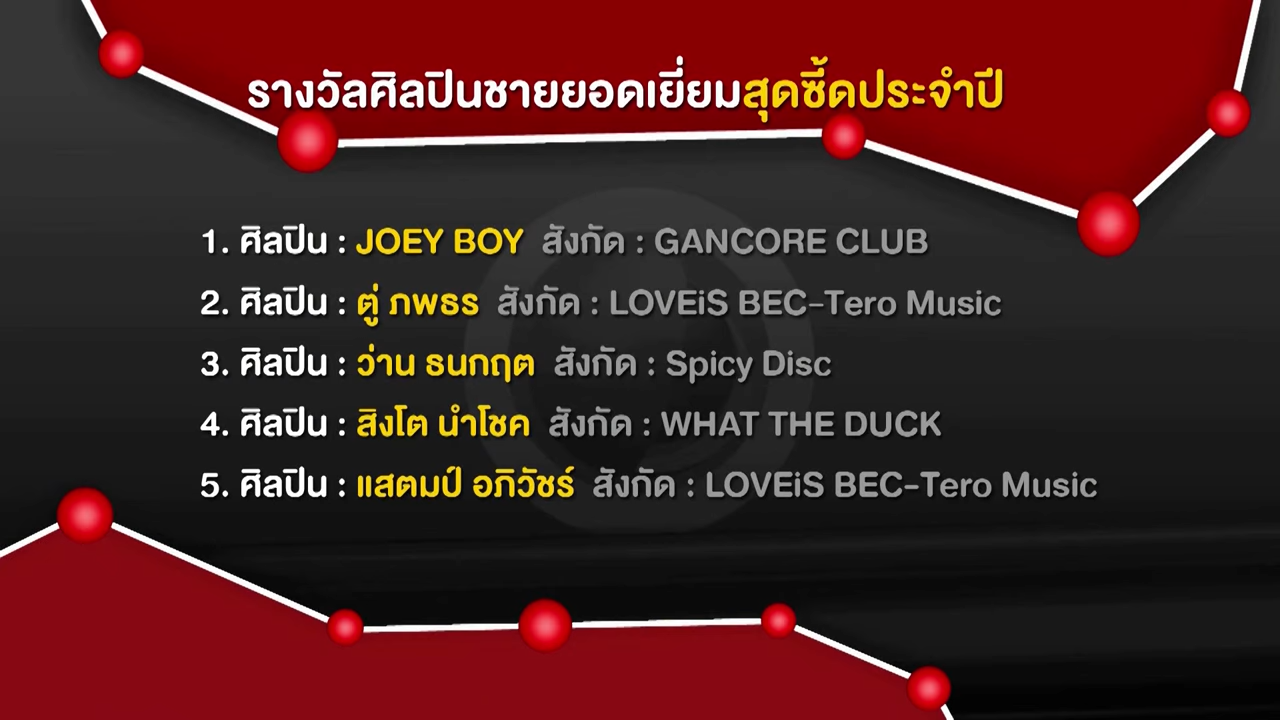 รางวัลศิลปินชายยอดเยี่ยมสุดซี้ดประจำปี
1. ศิลปิน : JOEY BOY สังกัด : GANCORE CLUB
2. ศิลปิน : ตู่ ภพธร สังกัด : LOVEiS BEC-Tero Music
3. ศิลปิน : ว่าน ธนกฤต สังกัด : Spicy Disc
4. ศิลปิน : สิงโต นำโชค สังกัด : WHAT THE DUCK
5. ศิลปิน : แสตมป์ อภิวัชร์ สังกัด : LOVEiS BEC-Tero Music